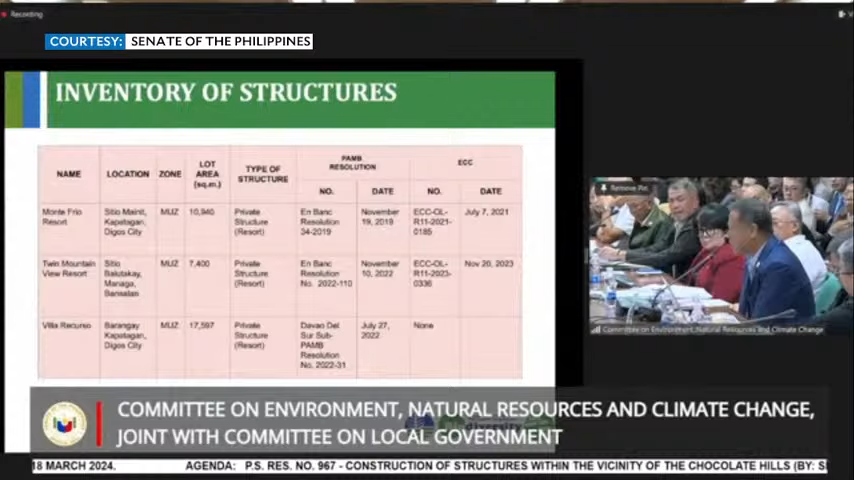 Recording
COURTESY: SENATE OF THE PHILIPPINES
INVENTORY OF STRUCTURES
NAME LOCATION ZONE LOT AREA (sq.m.) TYPE OF STRUCTURE PAMB RESOLUTION ECC
NO. DATE NO. DATE
Monte Frio Resort Sitio Mainit, Kapatagan, Digos City MUZ 10,940 Private Structure (Resort) En Banc Resolution 34-2019 November 19, 2019 ECC-OL-R11-2021-0185 July 7, 2021
Twin Mountain View Resort Sitio Balutakay, Managa, Bansalan MUZ 7,400 Private Structure (Resort) En Banc Resolution No. 2022-110 November 10, 2022 ECC-OL-R11-2023-0336 Nov 20, 2023
Villa Recurso Barangay Kapatagan, Digos City MUZ 17,597 Private Structure (Resort) Davao Del Sur Sub-PAMB Resolution No. 2022-31 July 27, 2022 None
Remove Pin
Committee on Environment, Natural Resources and Climate Change
COMMITTEE ON ENVIRONMENT, NATURAL RESOURCES AND CLIMATE CHANGE,
JOINT WITH COMMITTEE ON LOCAL GOVERNMENT
18 MARCH 2024. AGENDA: P.S. RES. NO. 967 - CONSTRUCTION OF STRUCTURES WITHIN THE VICINITY OF THE CHOCOLATE HILLS (BY: